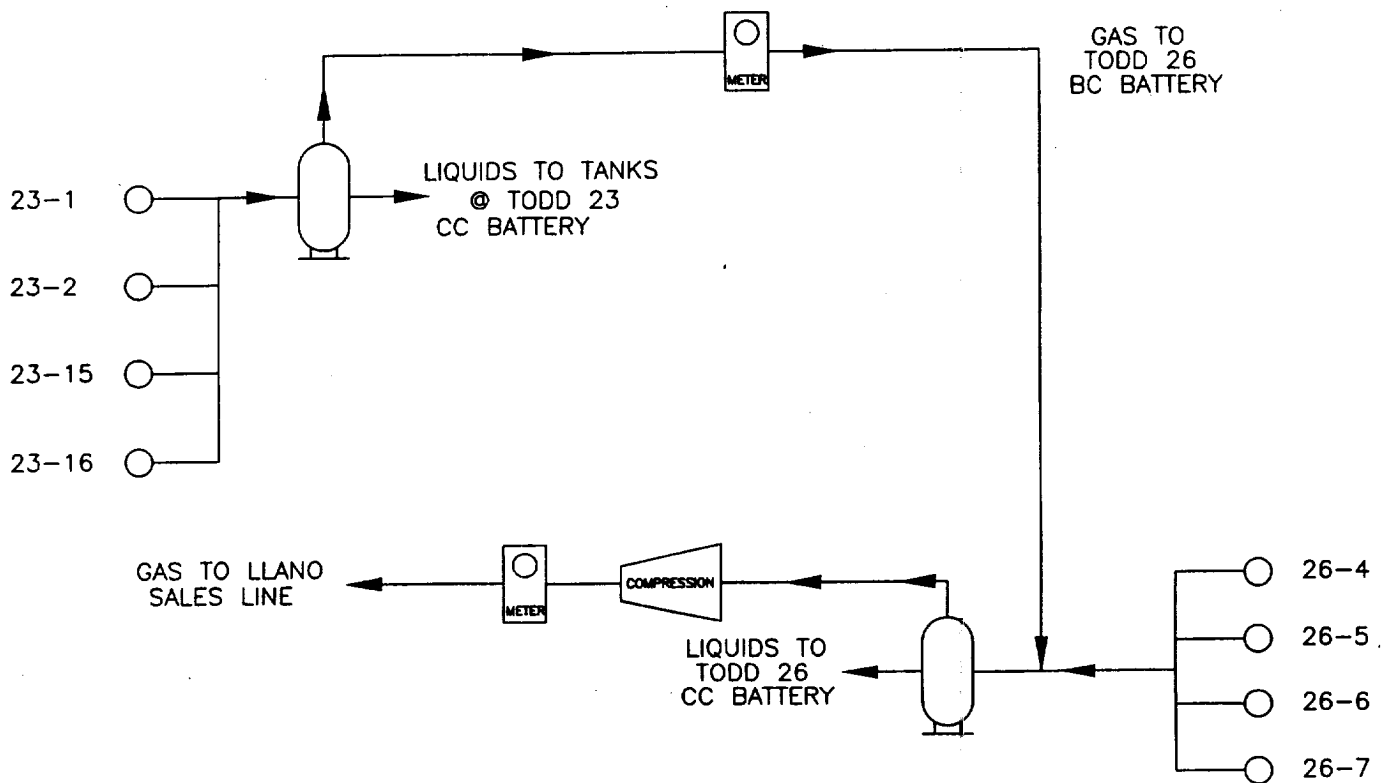 METER
GAS TO
TODD 26
BC BATTERY
LIQUIDS TO TANKS
@ TODD 23
CC BATTERY
23-1
23-2
23-15
23-16
GAS TO LLANO
SALES LINE
METER
COMPRESSION
LIQUIDS TO
TODD 26
CC BATTERY
26-4
26-5
26-6
26-7